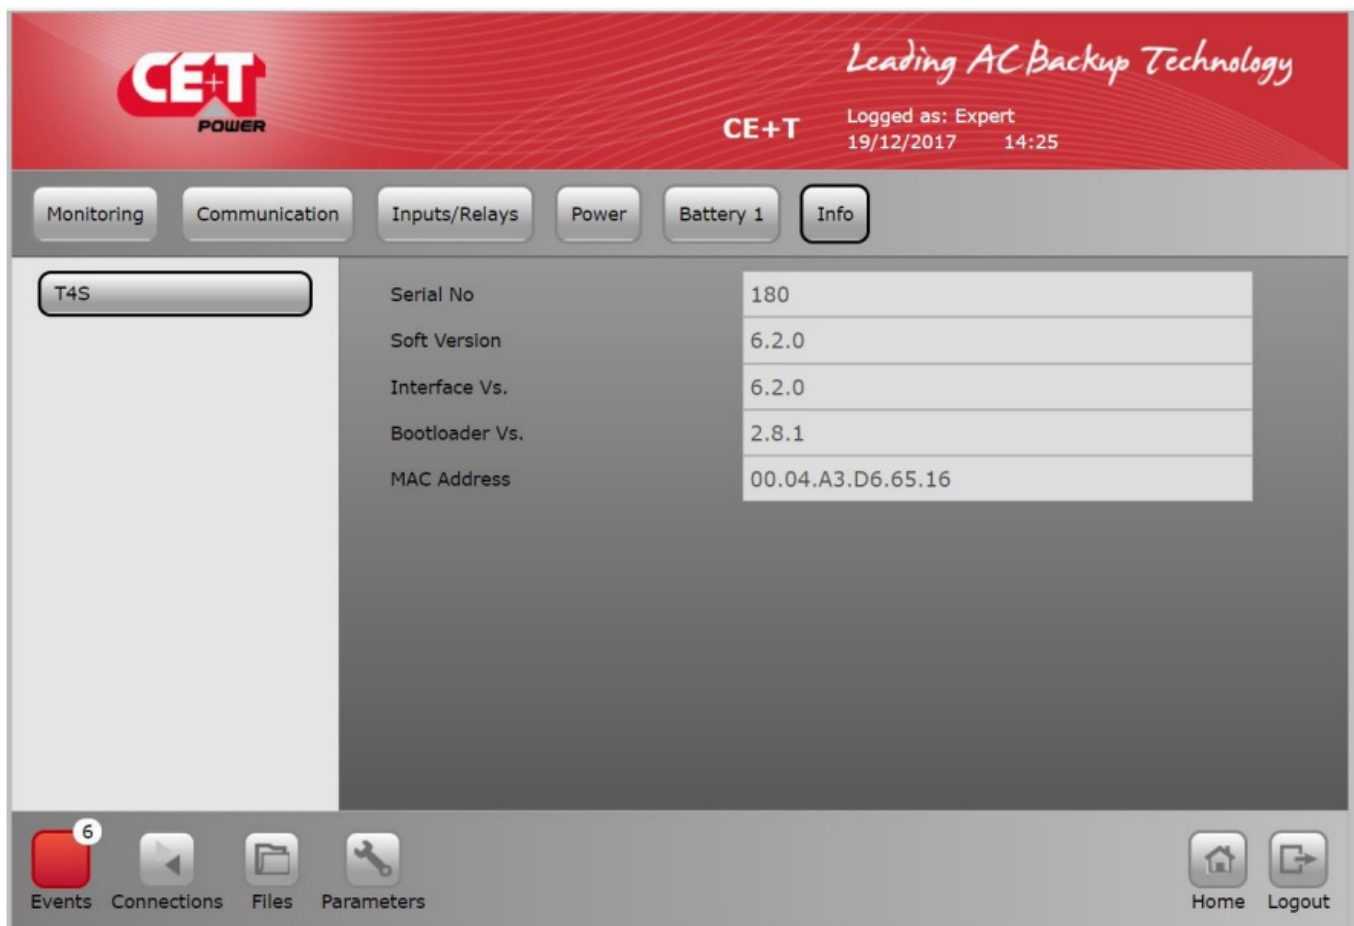 CE+T
POWER
Leading AC Backup Technology
CE+T
Logged as: Expert
19/12/2017 14:25
Monitoring Communication Inputs/Relays Power Battery 1 Info
T4S
Serial No 180
Soft Version 6.2.0
Interface Vs. 6.2.0
Bootloader Vs. 2.8.1
MAC Address 00.04.A3.D6.65.16
6
Events Connections Files Parameters Home Logout